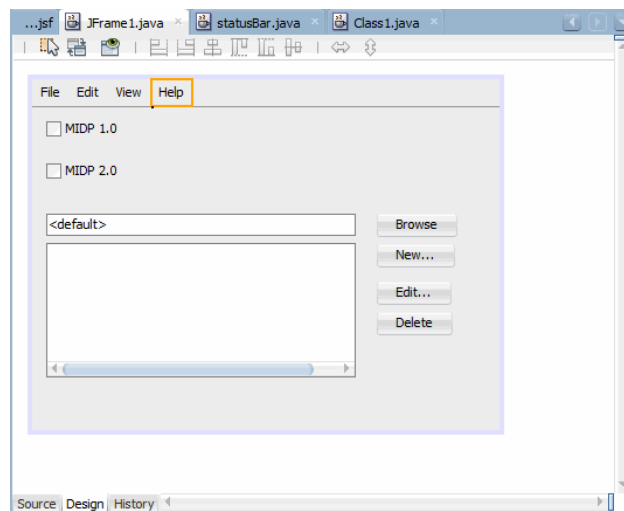 ...jsf JFrame1.java statusBar.java Class1.java
File Edit View Help
MIDP 1.0
MIDP 2.0
<default> Browse
New...
Edit...
Delete
Source Design History